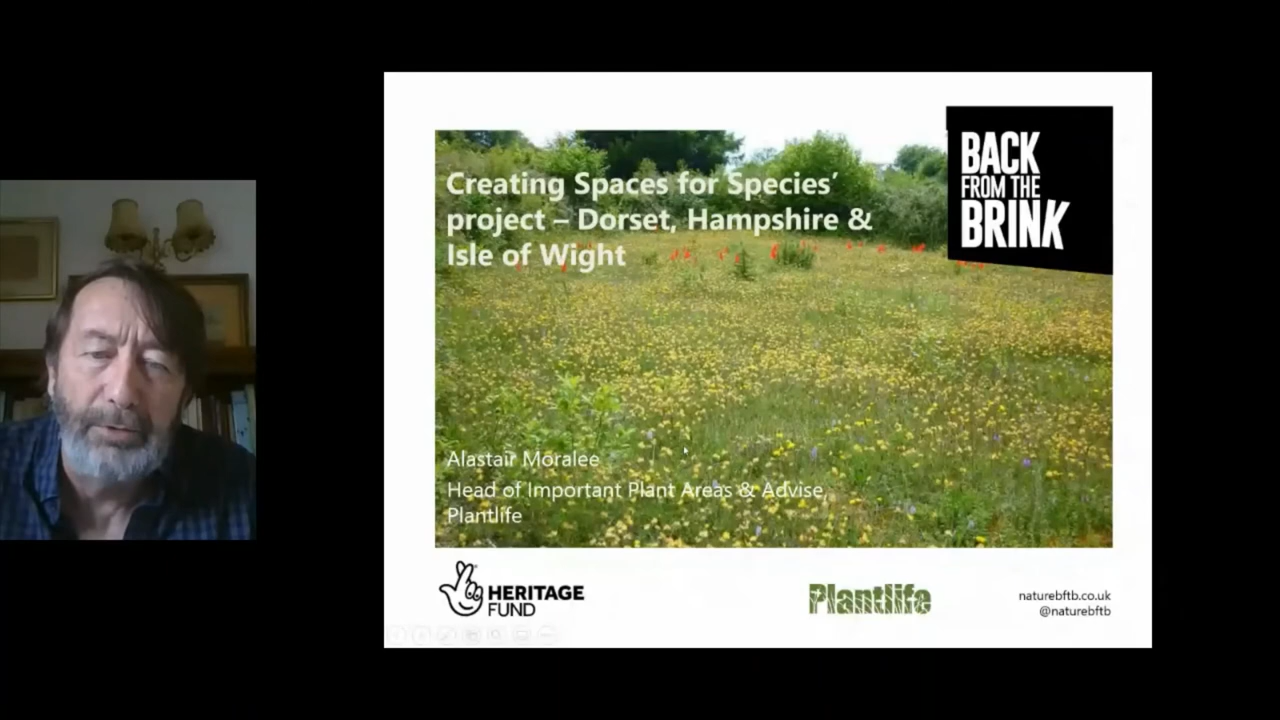 Creating Spaces for Species’
project – Dorset, Hampshire &
Isle of Wight
BACK
FROM THE
BRINK
Alastair Moralee
Head of Important Plant Areas & Advise,
Plantlife
HERITAGE
FUND
Plantlife
naturebftb.co.uk
@naturebftb